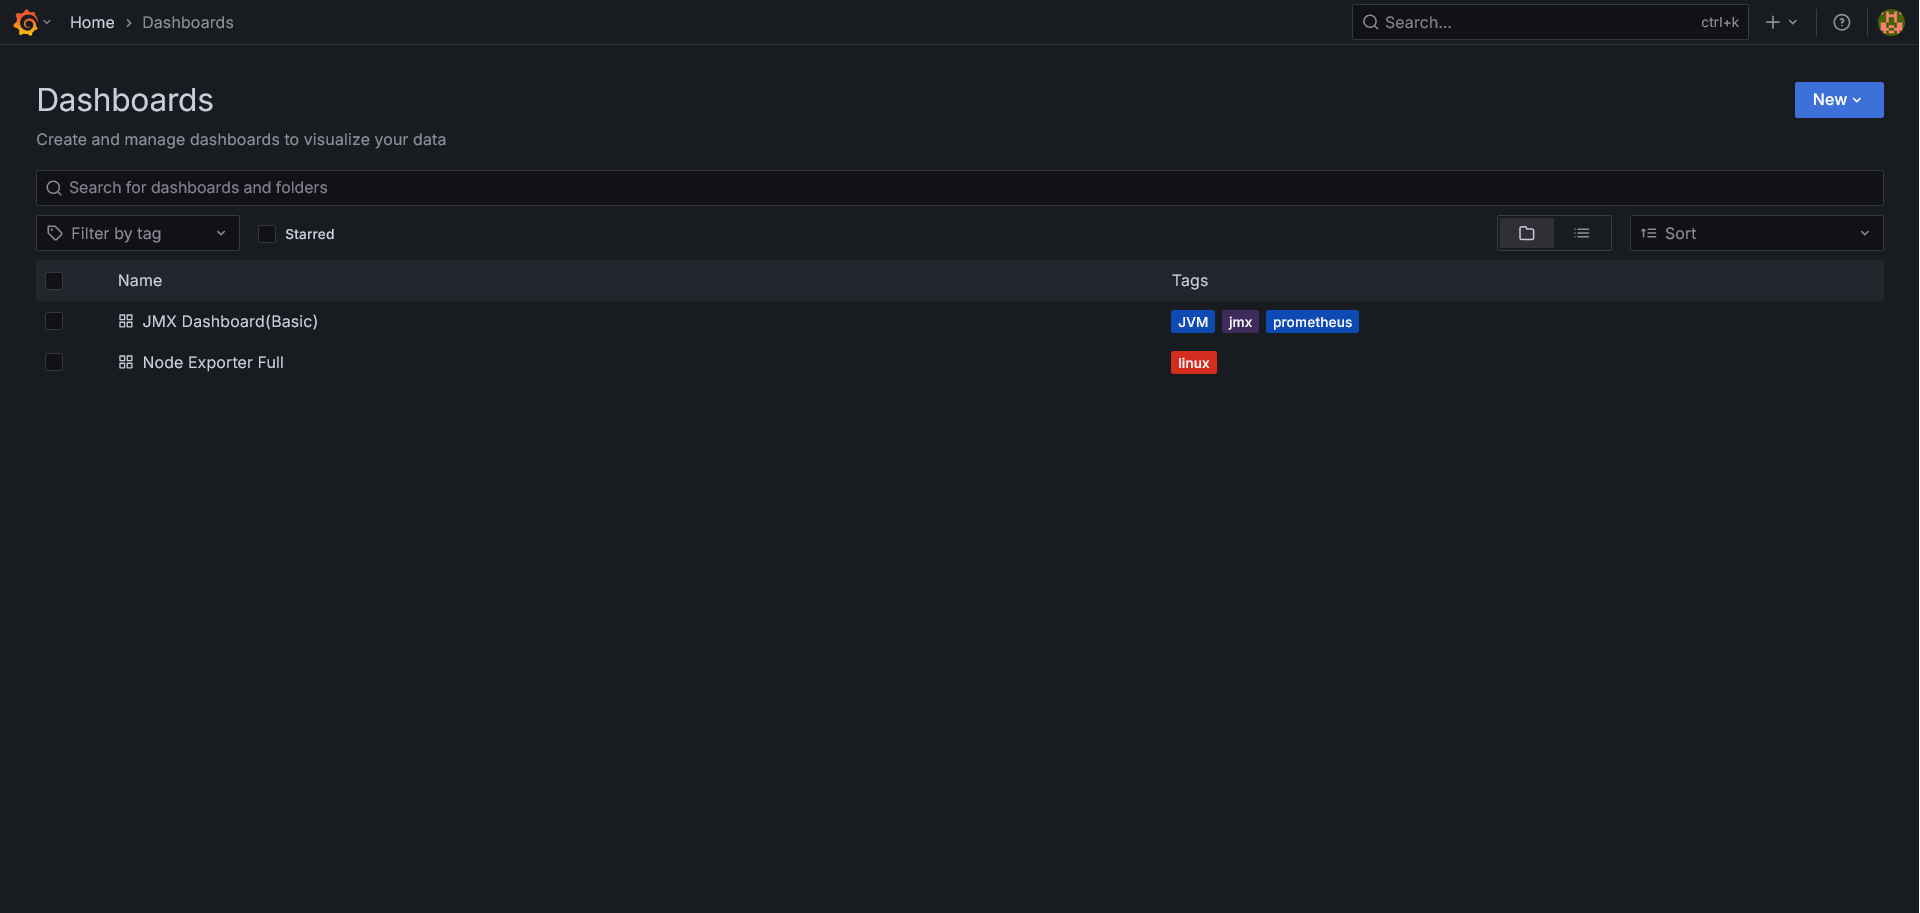 Home › Dashboards
Search... ctrl+k
Dashboards
New
Create and manage dashboards to visualize your data
Search for dashboards and folders
Filter by tag
Starred
Sort
Name Tags
JMX Dashboard(Basic) JVM jmx prometheus
Node Exporter Full linux